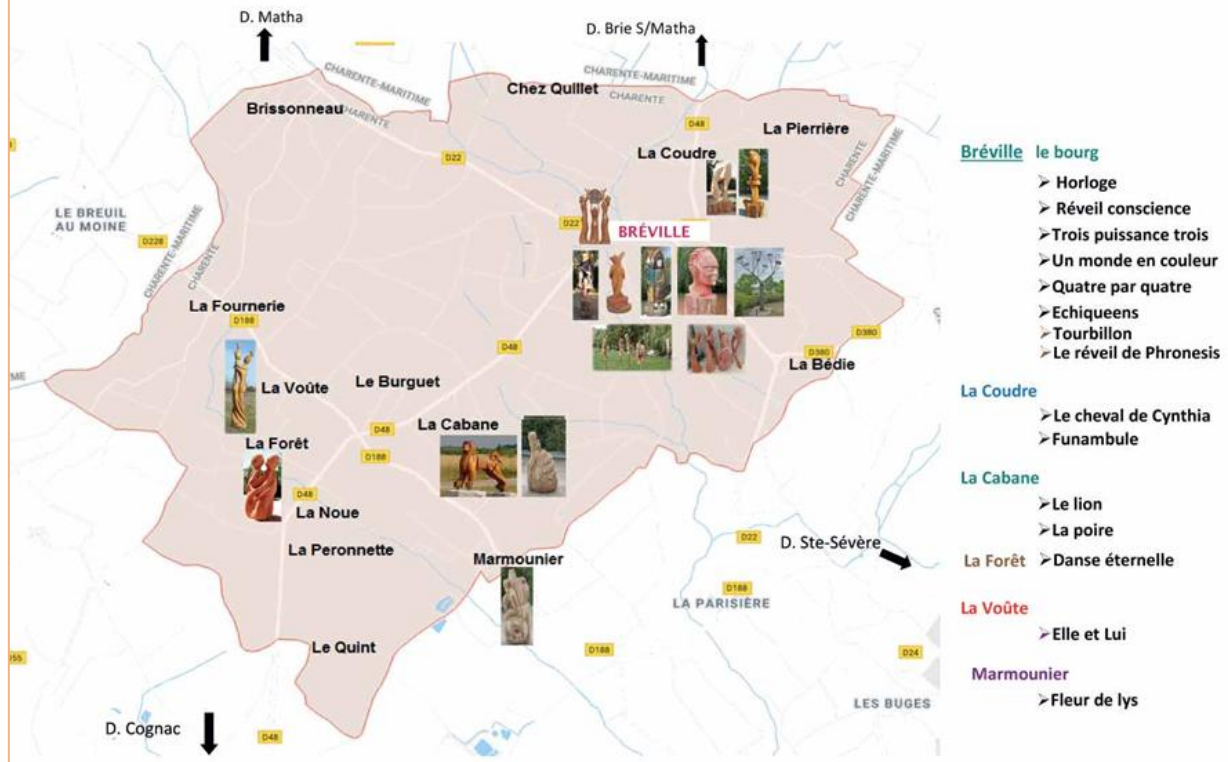 D. Matha
D. Brie S/Matha
CHARENTE-MARITIME
CHARENTE
CHARENTE-MARITIME
CHARENTE
Chez Quillet
Brissonneau
D48
La Pierrière
D22
La Coudre
CHARENTE
CHARENTE-MARITIME
LE BREUIL
AU MOINE
D228
CHARENTE-MARITIME
CHARENTE
D22
BRÉVILLE
La Fournerie
D188
D48
D380
D380
La Bédie
La Voûte
Le Burguet
La Cabane
D48
La Forêt
D188
D48
La Noue
La Peronnette
Marmounier
D22
D. Ste-Sévère
D188
LA PARISIÈRE
Le Quint
D188
D24
D55
LES BUGES
D. Cognac
D48
Bréville le bourg
➢ Horloge
➢ Réveil conscience
➢Trois puissance trois
➢Un monde en couleur
➢Quatre par quatre
➢Echiqueens
➢Tourbillon
➢Le réveil de Phronesis
La Coudre
➢Le cheval de Cynthia
➢Funambule
La Cabane
➢Le lion
➢La poire
La Forêt ➢Danse éternelle
La Voûte
➢Elle et Lui
Marmounier
➢Fleur de lys